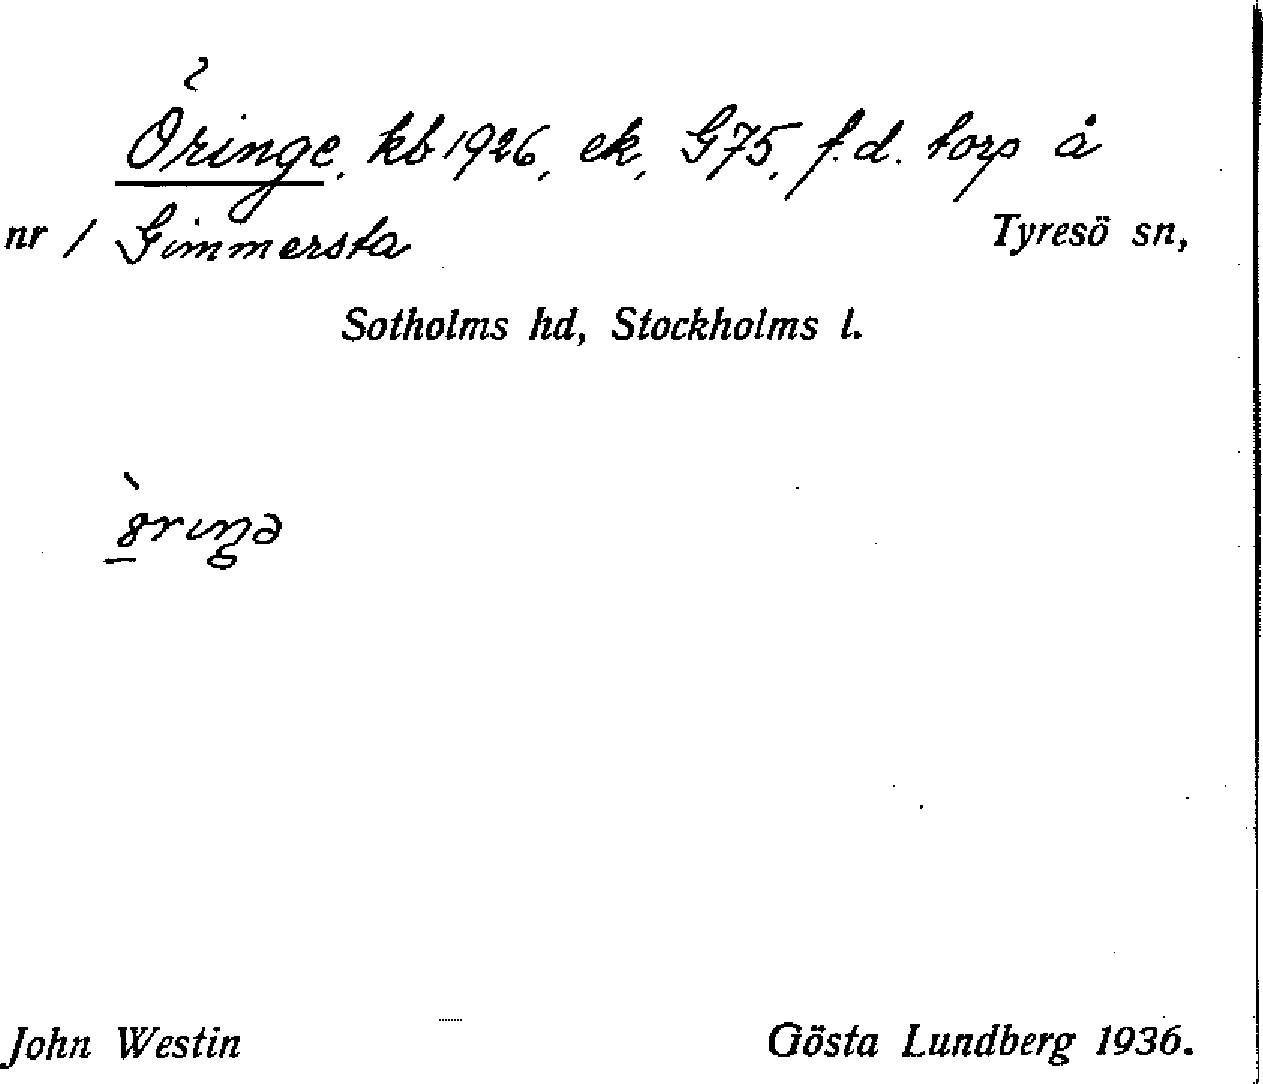 Öringe, kb 1926, ek, G75, f.d. torp å
nr 1 Gimmersta Tyresö sn,
Sotholms hd, Stockholms l.
John Westin Gösta Lundberg 1936.